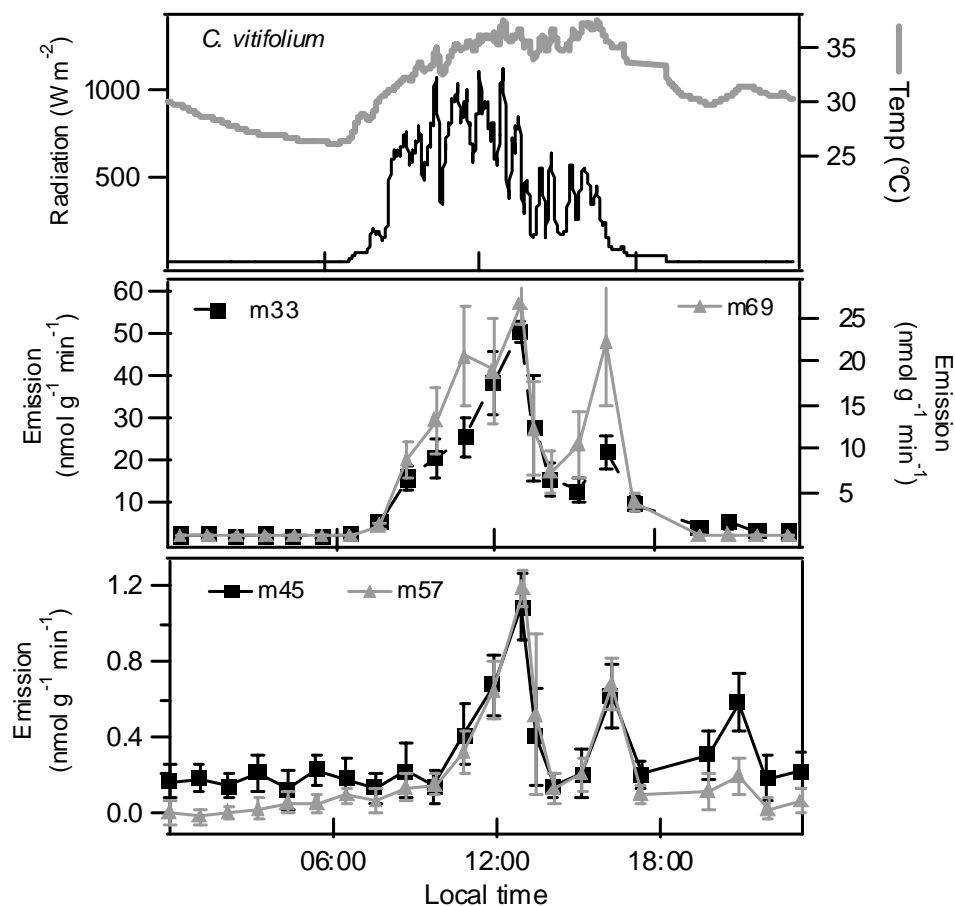 C. vitifolium
Radiation (W m-2)
1000
500
35
30
25
Temp (°C)
Emission
(nmol g-1 min-1)
60
50
40
30
20
10
m33
m69
25
20
15
10
5
Emission
(nmol g-1 min-1)
Emission
(nmol g-1 min-1)
1.2
0.8
0.4
0.0
m45
m57
06:00
12:00
18:00
Local time